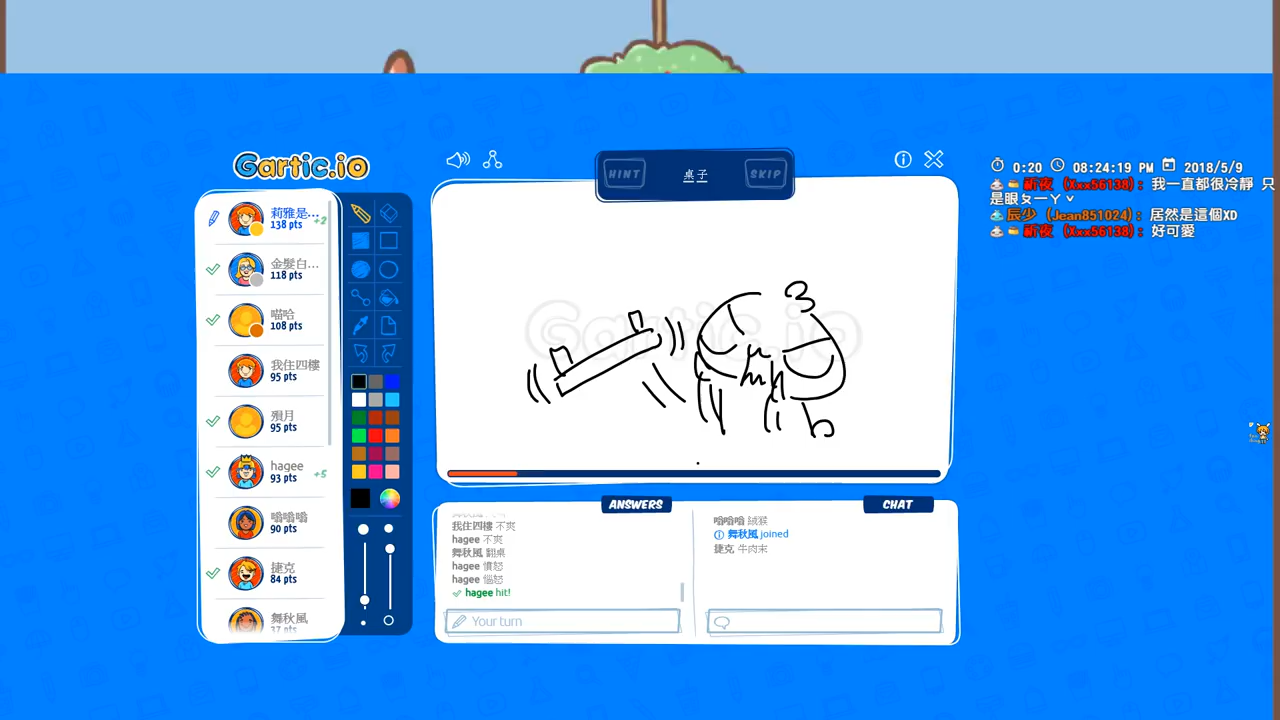 Gartic.io
HINT
桌子
SKIP
莉雅是...
138 pts
+2
金髮白...
118 pts
喵哈
108 pts
我住四樓
95 pts
殞月
95 pts
hagee
93 pts
+5
嗡嗡嗡
90 pts
捷克
84 pts
舞秋風
37 pts
Gartic.io
ANSWERS
我住四樓 不爽
hagee 不爽
舞秋風 翻桌
hagee 憤怒
hagee 惱怒
hagee hit!
Your turn
CHAT
嗡嗡嗡 絨猴
舞秋風 joined
捷克 牛肉末
0:20 08:24:19 PM 2018/5/9
祈夜 (Xxx56138): 我一直都很冷靜 只
是眼ㄆㄧㄚˇ
辰少 (Jean851024): 居然是這個XD
祈夜 (Xxx56138): 好可愛